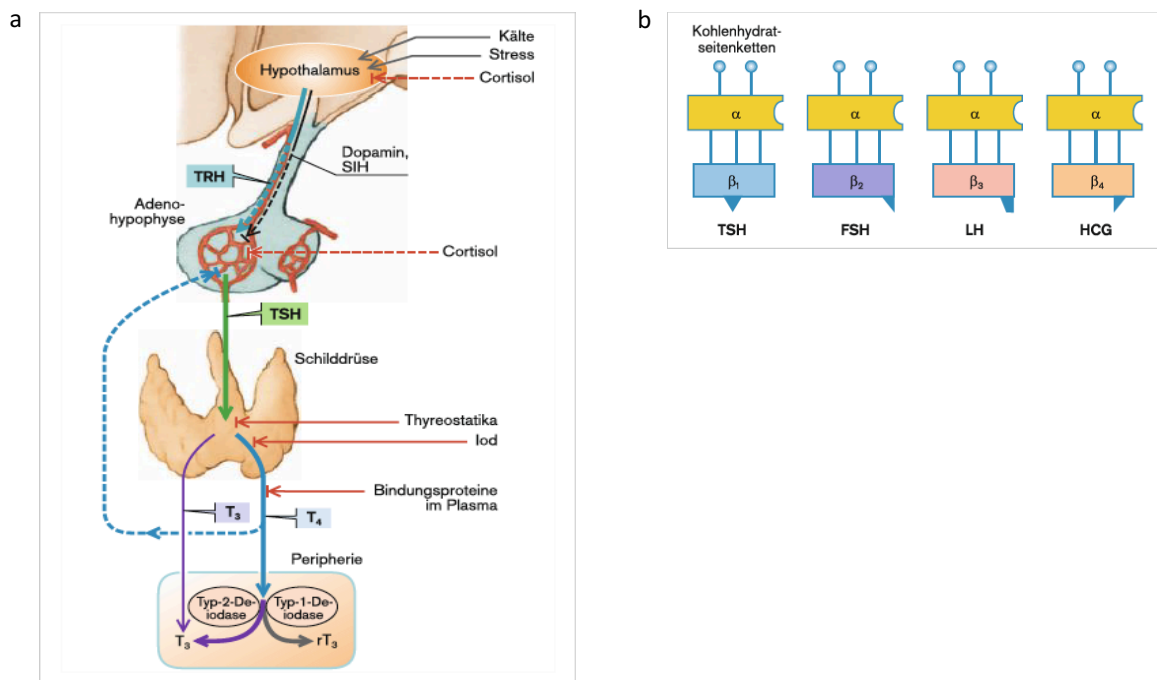 a
Kälte
Stress
Hypothalamus
Cortisol
Dopamin,
SIH
TRH
Adeno-
hypophyse
Cortisol
TSH
Schilddrüse
Thyreostatika
Iod
Bindungsproteine
im Plasma
T₃
T₄
Peripherie
Typ-2-De-
iodase
Typ-1-De-
iodase
T₃
rT₃
b
Kohlenhydrat-
seitenketten
α
α
α
α
β₁
β₂
β₃
β₄
TSH
FSH
LH
HCG